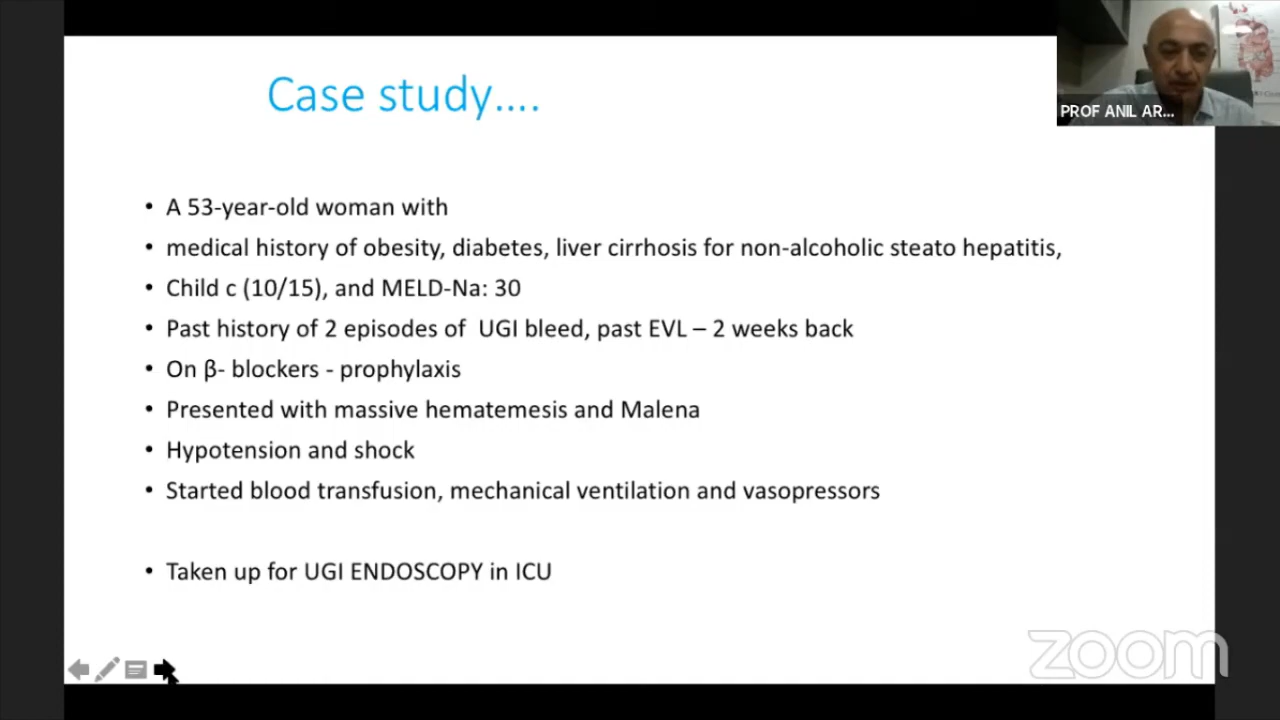 Case study....
PROF ANIL AR...
• A 53-year-old woman with
• medical history of obesity, diabetes, liver cirrhosis for non-alcoholic steato hepatitis,
• Child c (10/15), and MELD-Na: 30
• Past history of 2 episodes of  UGI bleed, past EVL – 2 weeks back
• On β- blockers - prophylaxis
• Presented with massive hematemesis and Malena
• Hypotension and shock
• Started blood transfusion, mechanical ventilation and vasopressors
• Taken up for UGI ENDOSCOPY in ICU
zoom